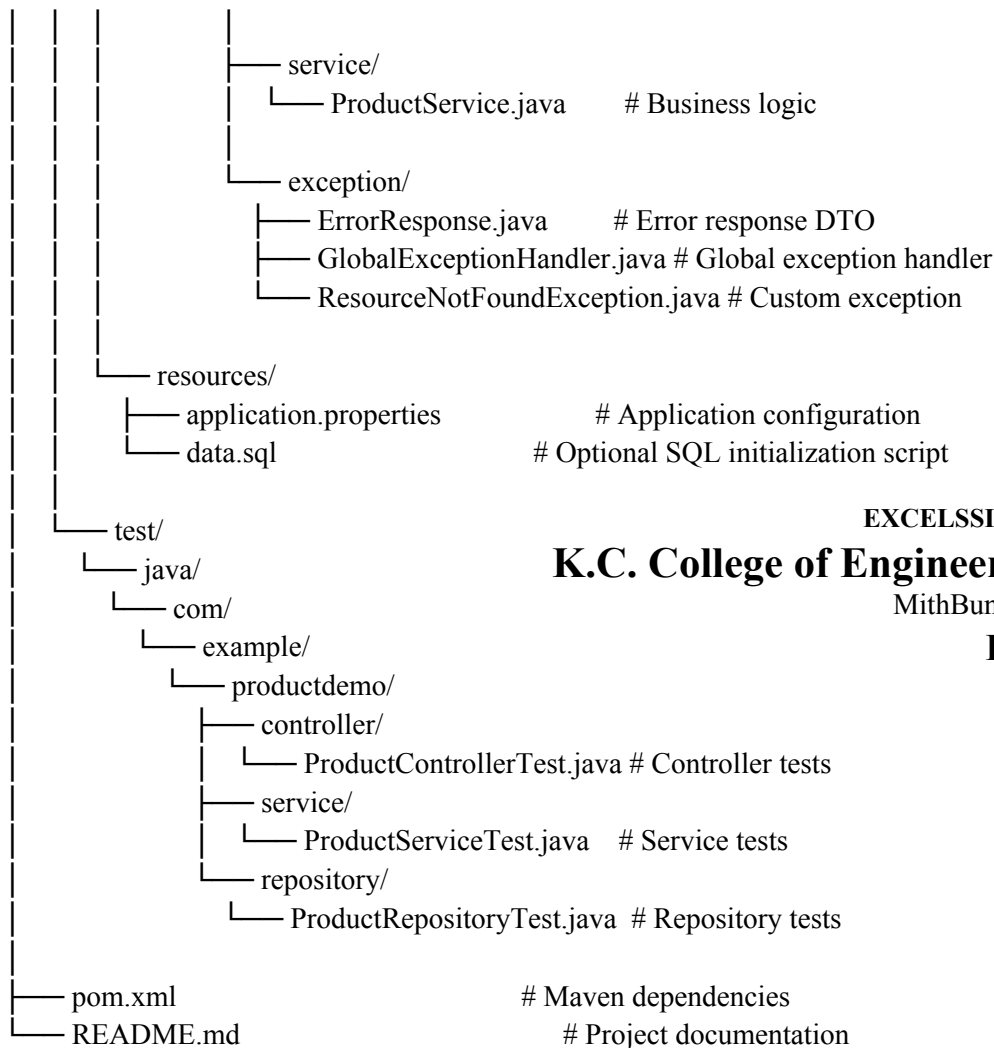 ├── service/
│ └── ProductService.java # Business logic
└── exception/
├── ErrorResponse.java # Error response DTO
├── GlobalExceptionHandler.java # Global exception handler
└── ResourceNotFoundException.java # Custom exception
└── resources/
├── application.properties # Application configuration
└── data.sql # Optional SQL initialization script
EXCELSSI
└── test/
K.C. College of Engineer
└── java/
MithBun
└── com/
└── example/
└── productdemo/
├── controller/
│ └── ProductControllerTest.java # Controller tests
├── service/
│ └── ProductServiceTest.java # Service tests
└── repository/
└── ProductRepositoryTest.java # Repository tests
├── pom.xml # Maven dependencies
└── README.md # Project documentation